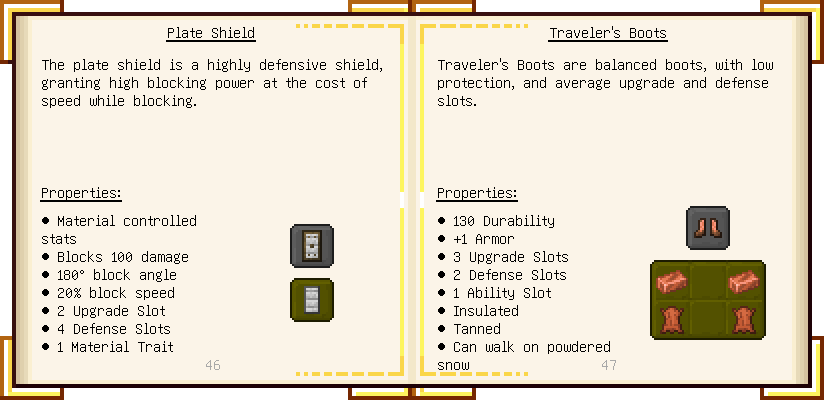 Plate Shield
The plate shield is a highly defensive shield,
granting high blocking power at the cost of
speed while blocking.
Properties:
● Material controlled
stats
● Blocks 100 damage
● 180° block angle
● 20% block speed
● 2 Upgrade Slot
● 4 Defense Slots
● 1 Material Trait
46
Traveler's Boots
Traveler's Boots are balanced boots, with low
protection, and average upgrade and defense
slots.
Properties:
● 130 Durability
● +1 Armor
● 3 Upgrade Slots
● 2 Defense Slots
● 1 Ability Slot
● Insulated
● Tanned
● Can walk on powdered
snow
47